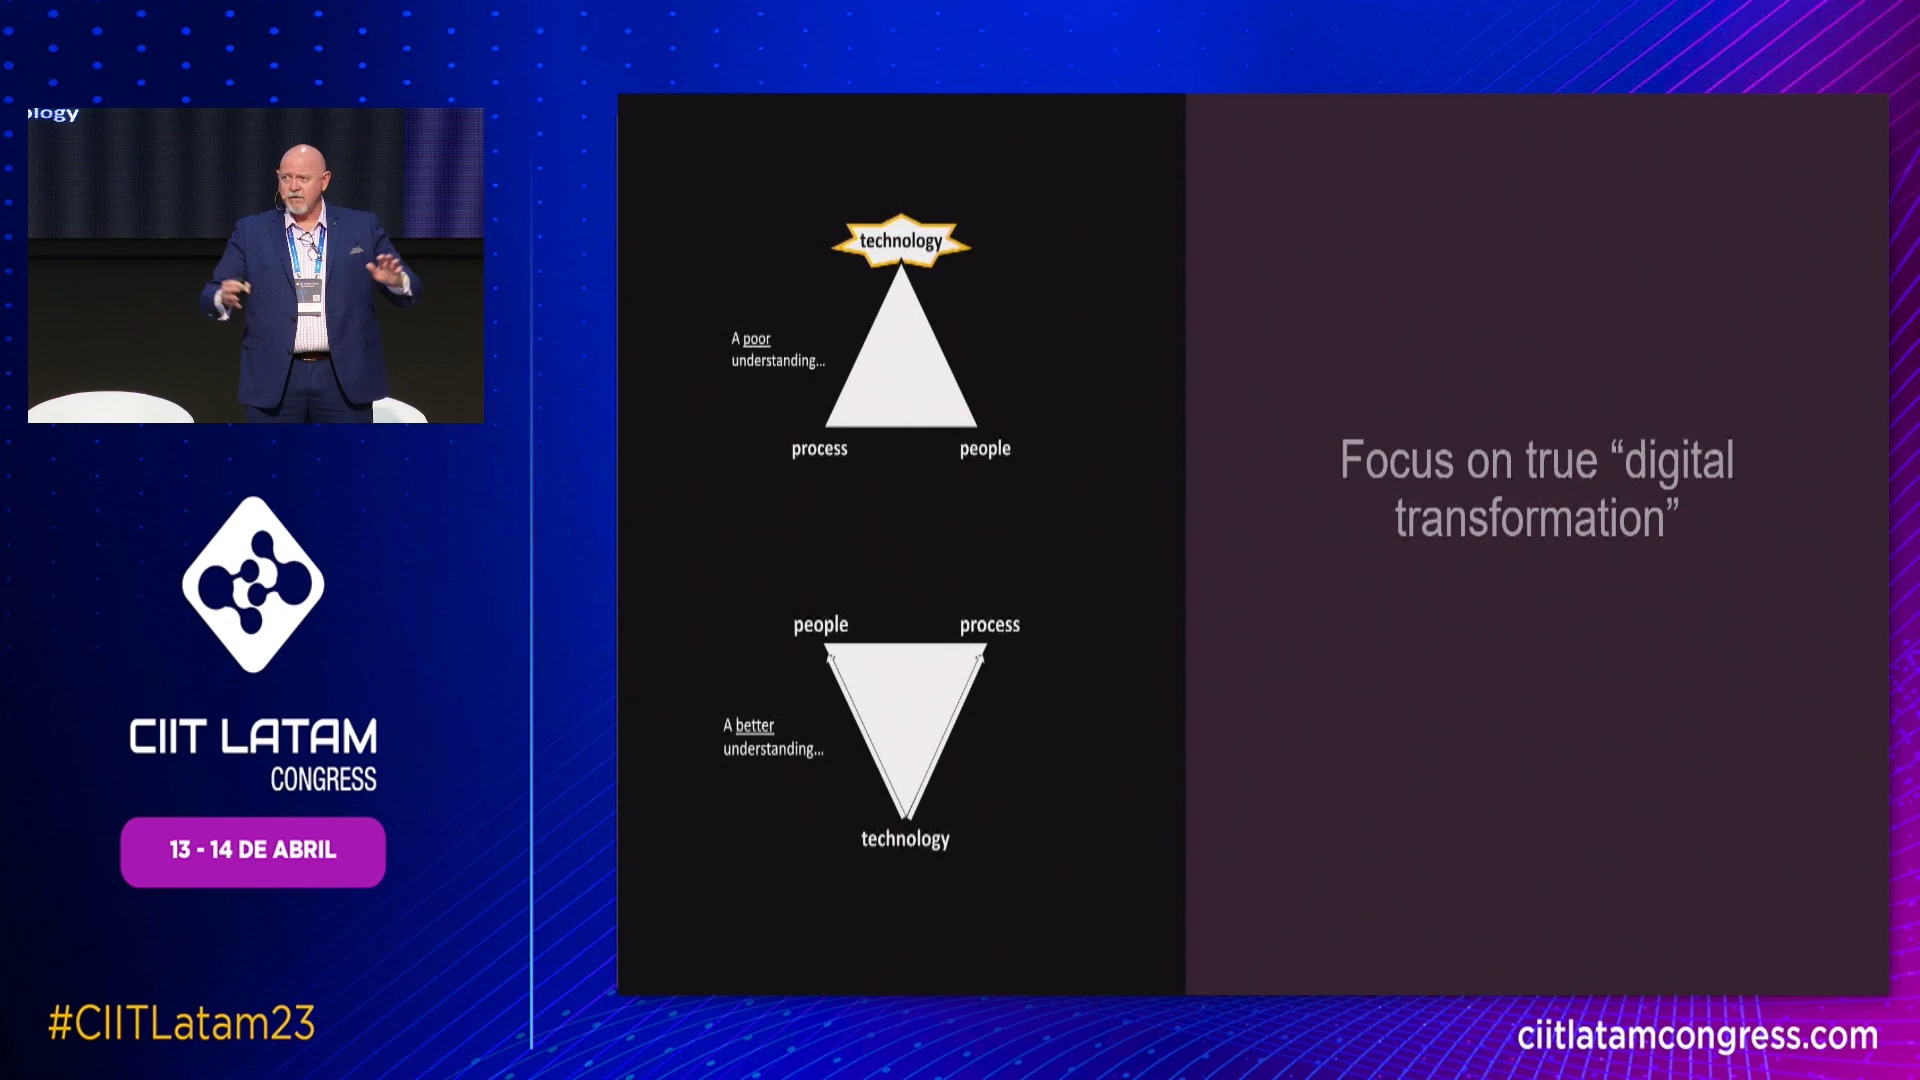 ology
CIIT LATAM
CONGRESS
13 - 14 DE ABRIL
#CIITLatam23
technology
A poor
understanding...
process people
people process
A better
understanding...
technology
Focus on true “digital
transformation”
ciitlatamcongress.com